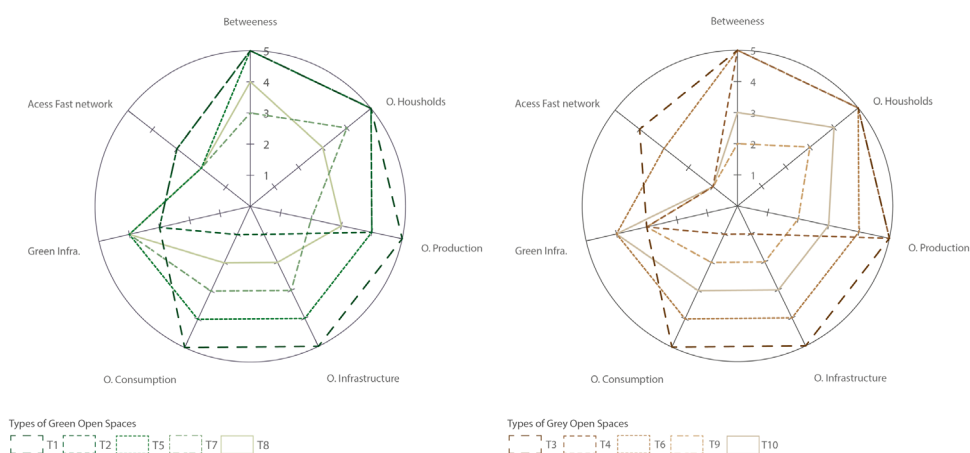 Betweeness
5
4
3
2
1
O. Housholds
O. Production
O. Infrastructure
O. Consumption
Green Infra.
Acess Fast network
Types of Green Open Spaces
T1 T2 T5 T7 T8
Betweeness
5
4
3
2
1
O. Housholds
O. Production
O. Infrastructure
O. Consumption
Green Infra.
Acess Fast network
Types of Grey Open Spaces
T3 T4 T6 T9 T10